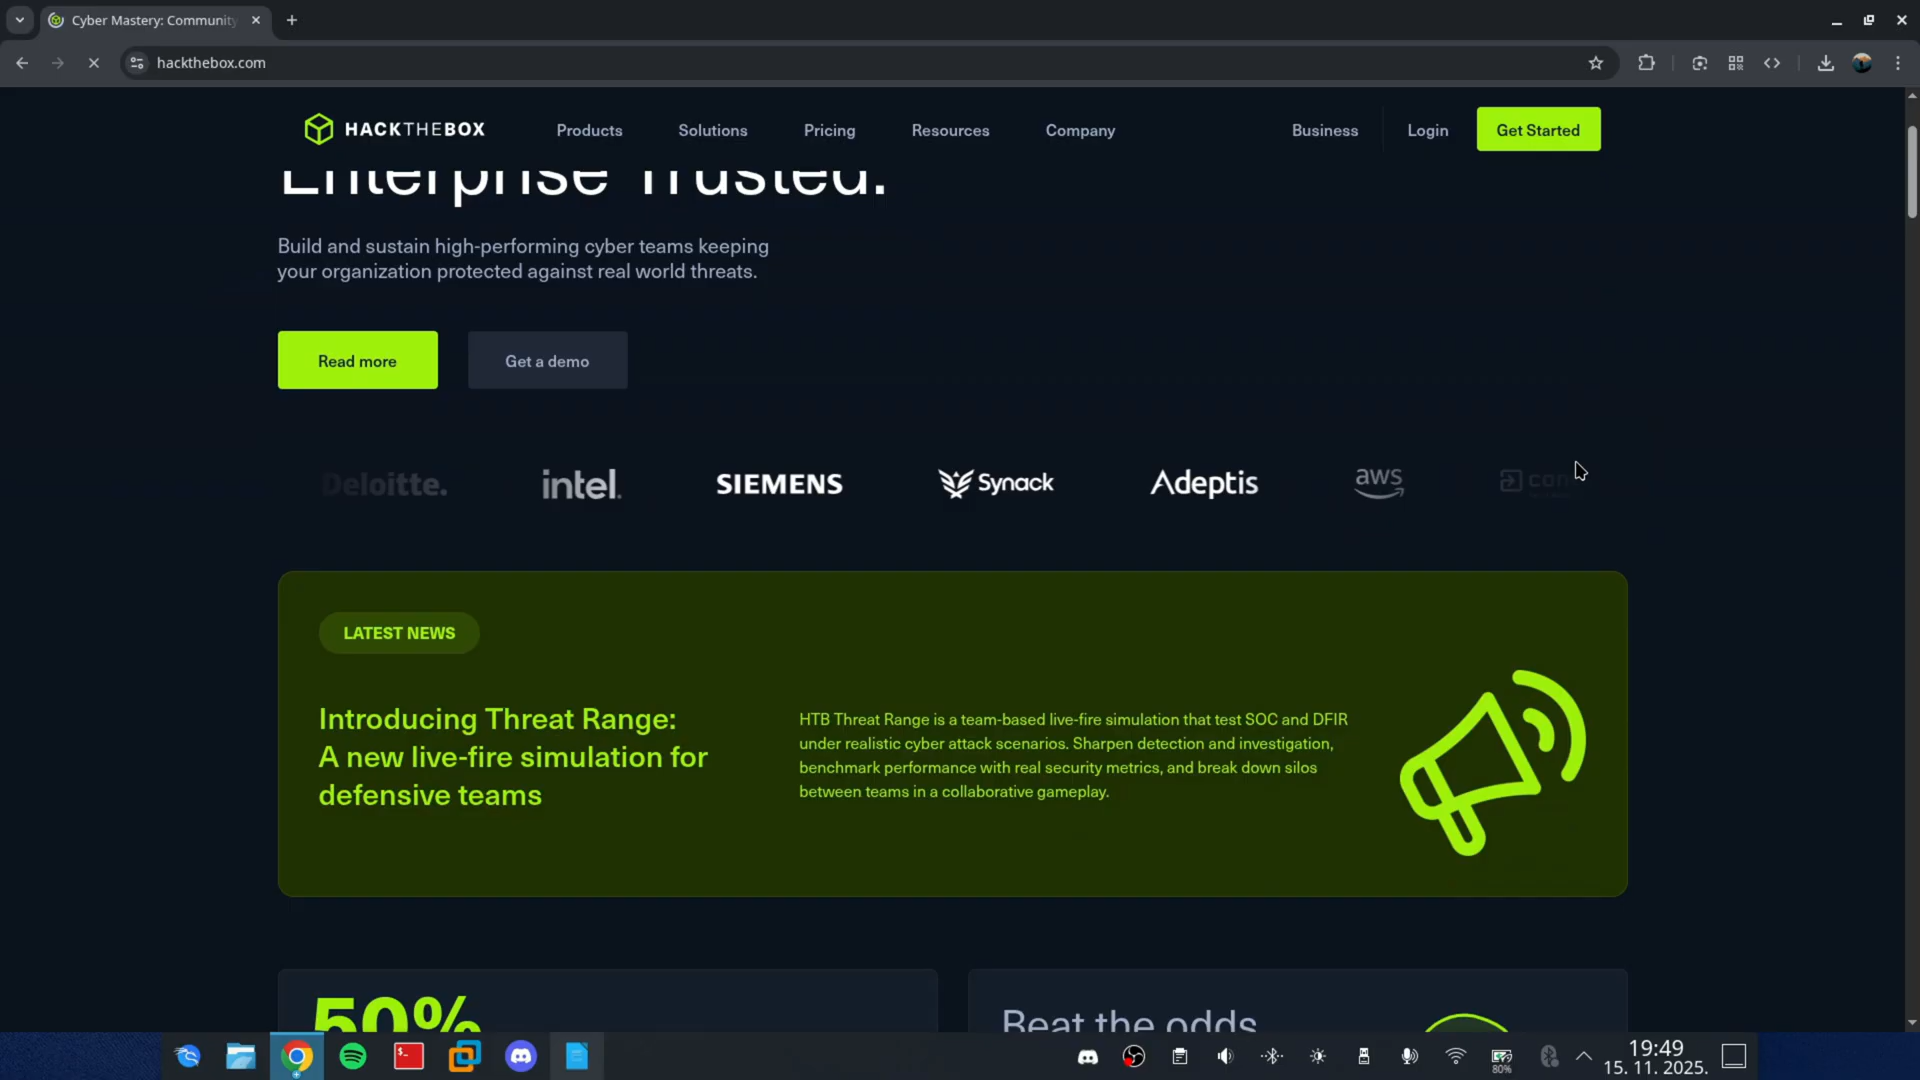 Cyber Mastery: Community
hackthebox.com
HACKTHEBOX
Products
Solutions
Pricing
Resources
Company
Business
Login
Get Started
Enterprise Trusted.
Build and sustain high-performing cyber teams keeping
your organization protected against real world threats.
Read more
Get a demo
Deloitte.
intel.
SIEMENS
Synack
Adeptis
aws
LATEST NEWS
Introducing Threat Range:
A new live-fire simulation for
defensive teams
HTB Threat Range is a team-based live-fire simulation that test SOC and DFIR
under realistic cyber attack scenarios. Sharpen detection and investigation,
benchmark performance with real security metrics, and break down silos
between teams in a collaborative gameplay.
50%
Beat the odds
80%
19:49
15. 11. 2025.